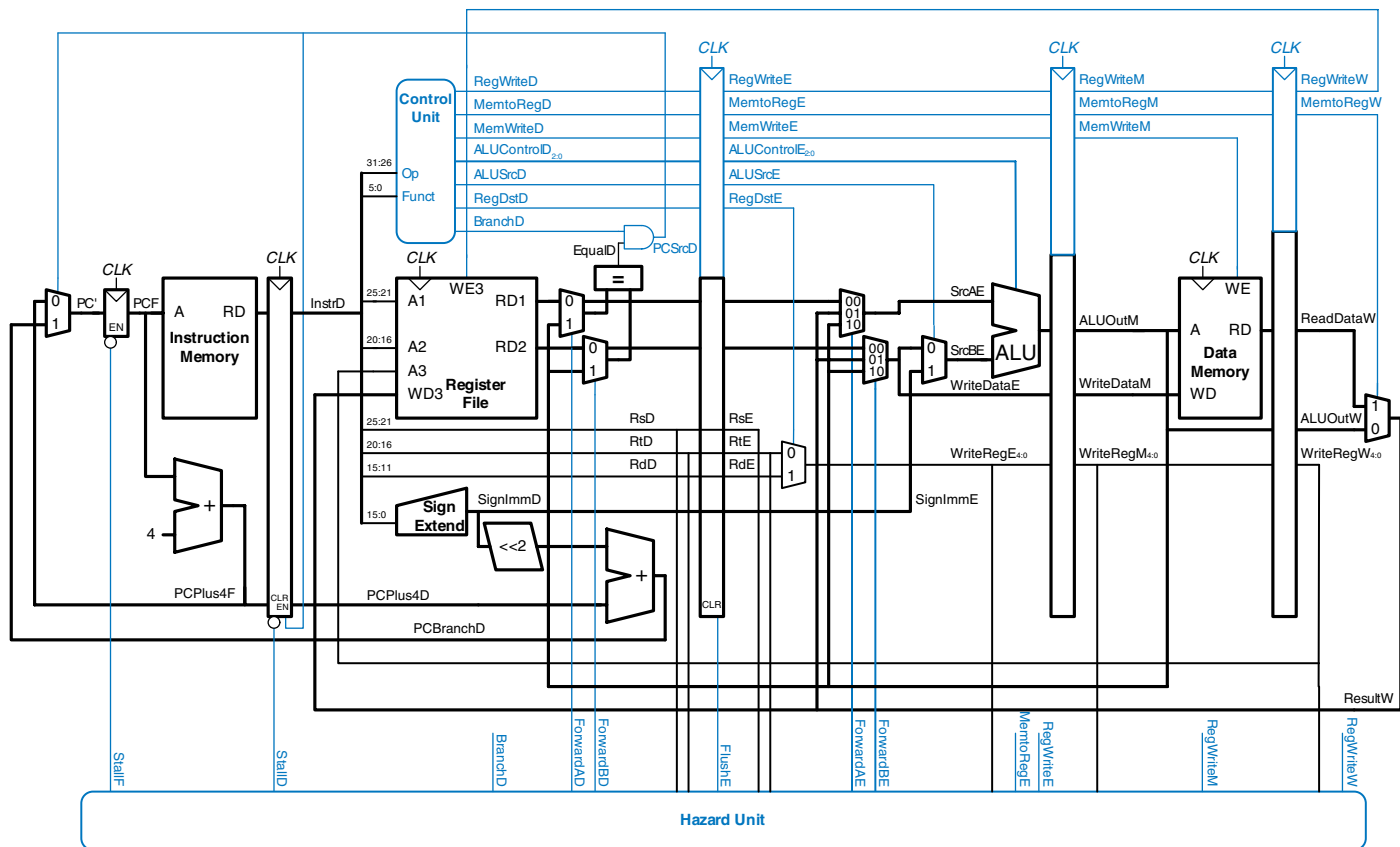 CLK CLK CLK
CLK CLK CLK CLK CLK
Control
Unit
Op
Funct
31:26
5:0
RegWriteD RegWriteE RegWriteM RegWriteW
MemtoRegD MemtoRegE MemtoRegM MemtoRegW
MemWriteD MemWriteE MemWriteM
ALUControlD2:0 ALUControlE2:0
ALUSrcD ALUSrcE
RegDstD RegDstE
BranchD
EqualD PCSrcD
=
0
1
PC'
PCF
EN
A RD
Instruction
Memory
InstrD
25:21
20:16
A1
A2
A3
WD3
WE3
RD1
RD2
Register
File
0
1
0
1
00
01
10
00
01
10
SrcAE
0
1
SrcBE
ALU
ALUOutM
WriteDataE WriteDataM
WE
A RD
Data
Memory
WD
ReadDataW
1
0
ALUOutW
25:21 RsD RsE
20:16 RtD RtE
15:11 RdD RdE
0
1
WriteRegE4:0 WriteRegM4:0 WriteRegW4:0
15:0
Sign
Extend
SignImmD SignImmE
<<2
+
4
+
PCPlus4F PCPlus4D
CLR
EN
CLR
PCBranchD
ResultW
StallF
StallD
BranchD
ForwardAD
ForwardBD
FlushE
ForwardAE
ForwardBE
MemtoRegE
RegWriteE
RegWriteM
RegWriteW
Hazard Unit